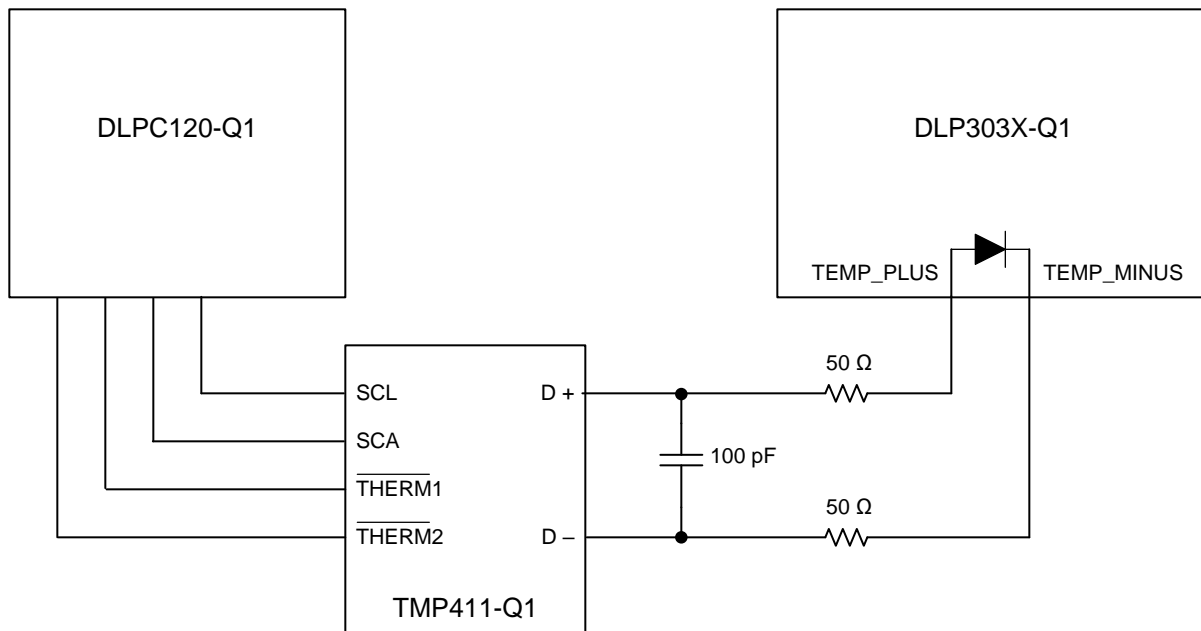 DLPC120-Q1
DLP303X-Q1
TEMP_PLUS
TEMP_MINUS
50 Ω
SCL
D +
SCA
100 pF
THERM1
50 Ω
THERM2
D −
TMP411-Q1